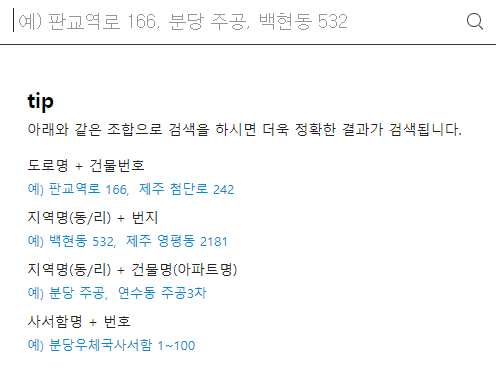 예) 판교역로 166, 분당 주공, 백현동 532
tip
아래와 같은 조합으로 검색을 하시면 더욱 정확한 결과가 검색됩니다.
도로명 + 건물번호
예) 판교역로 166, 제주 첨단로 242
지역명(동/리) + 번지
예) 백현동 532, 제주 영평동 2181
지역명(동/리) + 건물명(아파트명)
예) 분당 주공, 연수동 주공3차
사서함명 + 번호
예) 분당우체국사서함 1~100